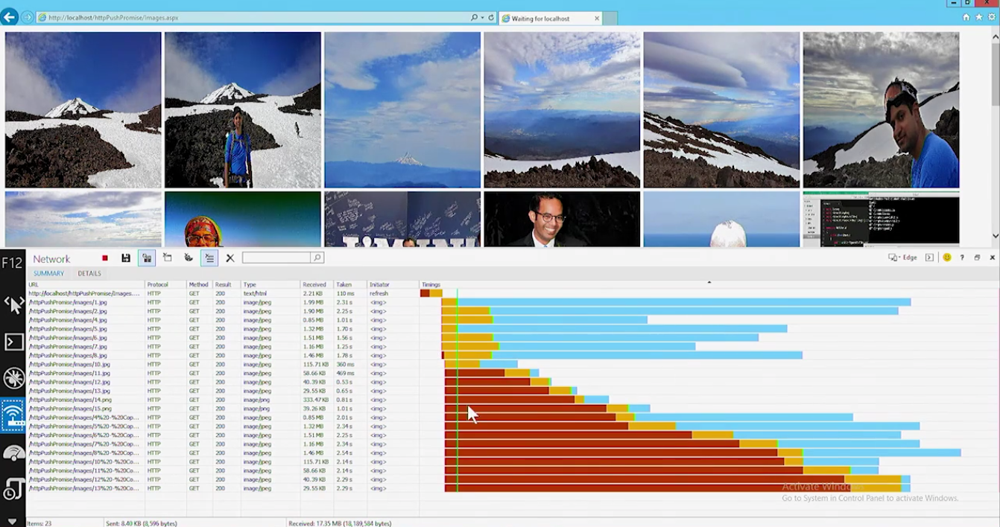 http://localhost/httpPushPromise/Images.aspx
Waiting for localhost
F12 Network Edge
SUMMARY DETAILS
URL Protocol Method Result Type Received Taken Initiator Timings
http://localhost/httpPushPromise/Images.... HTTP GET 200 text/html 2.21 KB 110 ms refresh
/httpPushPromise/images/1.jpg HTTP GET 200 image/jpeg 1.99 MB 2.31 s <img>
/httpPushPromise/images/2.jpg HTTP GET 200 image/jpeg 1.90 MB 2.25 s <img>
/httpPushPromise/images/4.jpg HTTP GET 200 image/jpeg 0.85 MB 1.01 s <img>
/httpPushPromise/images/5.jpg HTTP GET 200 image/jpeg 1.32 MB 1.70 s <img>
/httpPushPromise/images/6.jpg HTTP GET 200 image/jpeg 1.51 MB 1.56 s <img>
/httpPushPromise/images/7.jpg HTTP GET 200 image/jpeg 1.16 MB 1.25 s <img>
/httpPushPromise/images/8.jpg HTTP GET 200 image/jpeg 1.46 MB 1.78 s <img>
/httpPushPromise/images/10.jpg HTTP GET 200 image/jpeg 115.71 KB 360 ms <img>
/httpPushPromise/images/11.jpg HTTP GET 200 image/jpeg 58.66 KB 469 ms <img>
/httpPushPromise/images/12.jpg HTTP GET 200 image/jpeg 40.39 KB 0.53 s <img>
/httpPushPromise/images/13.jpg HTTP GET 200 image/jpeg 29.55 KB 0.65 s <img>
/httpPushPromise/images/14.png HTTP GET 200 image/png 333.47 KB 0.81 s <img>
/httpPushPromise/images/15.png HTTP GET 200 image/png 39.26 KB 1.01 s <img>
/httpPushPromise/images/4%20-%20Cop... HTTP GET 200 image/jpeg 0.85 MB 2.01 s <img>
/httpPushPromise/images/5%20-%20Cop... HTTP GET 200 image/jpeg 1.32 MB 2.34 s <img>
/httpPushPromise/images/6%20-%20Cop... HTTP GET 200 image/jpeg 1.51 MB 2.25 s <img>
/httpPushPromise/images/7%20-%20Cop... HTTP GET 200 image/jpeg 1.16 MB 2.34 s <img>
/httpPushPromise/images/8%20-%20Cop... HTTP GET 200 image/jpeg 1.46 MB 2.54 s <img>
/httpPushPromise/images/10%20-%20Co... HTTP GET 200 image/jpeg 115.71 KB 2.14 s <img>
/httpPushPromise/images/11%20-%20Co... HTTP GET 200 image/jpeg 58.66 KB 2.14 s <img>
/httpPushPromise/images/12%20-%20Co... HTTP GET 200 image/jpeg 40.39 KB 2.29 s <img>
/httpPushPromise/images/13%20-%20Co... HTTP GET 200 image/jpeg 29.55 KB 2.29 s <img>
Activate Windows
Go to System in Control Panel to activate Windows.
Items: 23 Sent: 8.40 KB (8,596 bytes) Received: 17.35 MB (18,189,584 bytes)